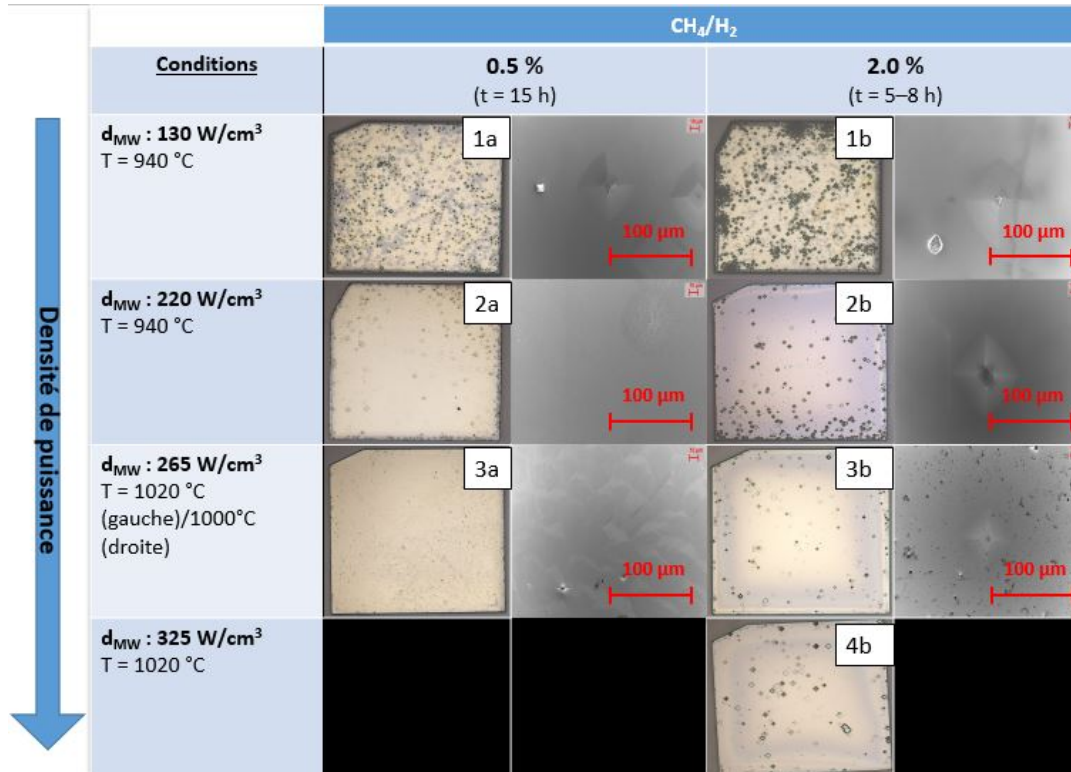 CH₄/H₂
Conditions
0.5 %
2.0 %
(t = 15 h)
(t = 5–8 h)
Densité de puissance
dMW : 130 W/cm³
T = 940 °C
1a
100 µm
1b
100 µm
dMW : 220 W/cm³
T = 940 °C
2a
100 µm
2b
100 µm
dMW : 265 W/cm³
T = 1020 °C
(gauche)/1000°C
(droite)
3a
100 µm
3b
100 µm
dMW : 325 W/cm³
T = 1020 °C
4b